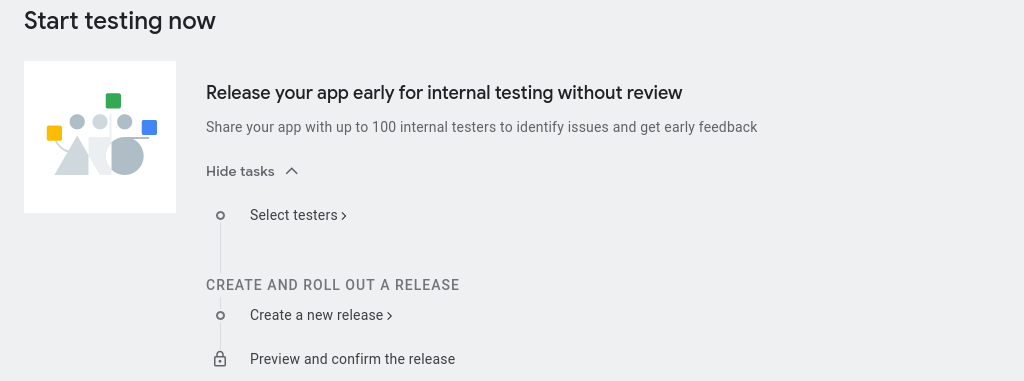 Start testing now
Release your app early for internal testing without review
Share your app with up to 100 internal testers to identify issues and get early feedback
Hide tasks
Select testers
CREATE AND ROLL OUT A RELEASE
Create a new release
Preview and confirm the release